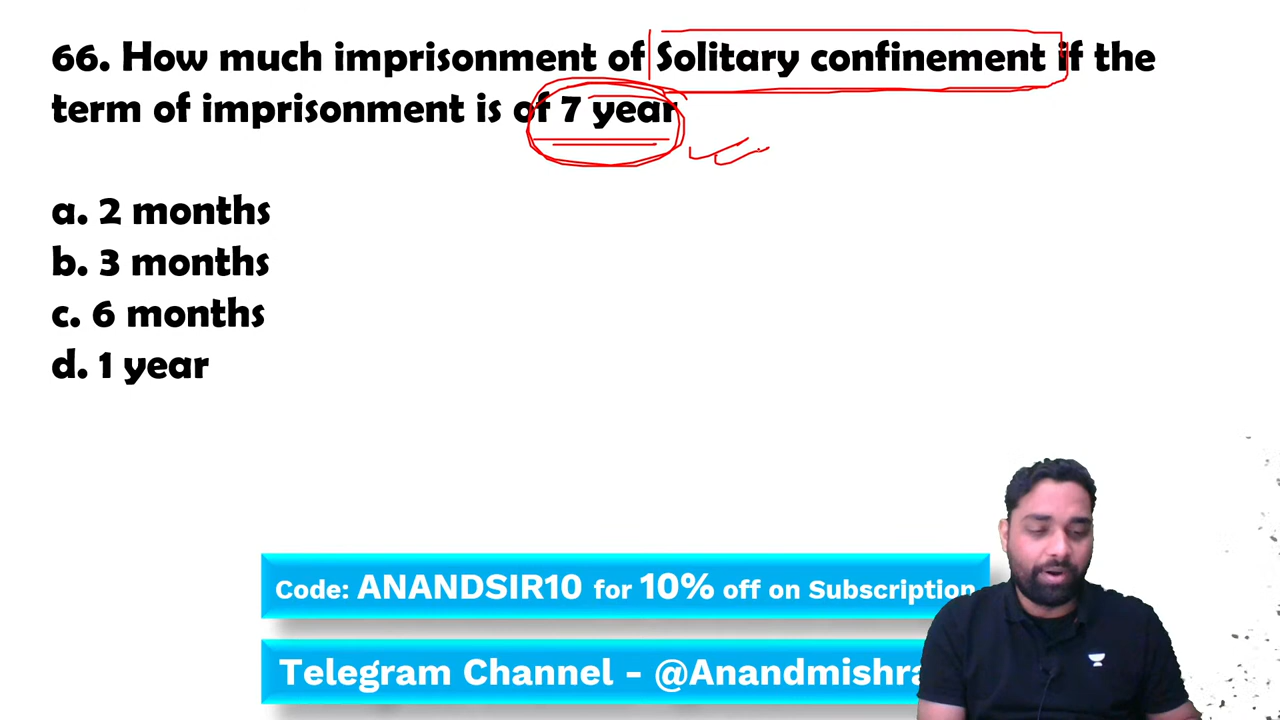 66. How much imprisonment of Solitary confinement if the
term of imprisonment is of 7 year
a. 2 months
b. 3 months
c. 6 months
d. 1 year
Code: ANANDSIR10 for 10% off on Subscription
Telegram Channel - @Anandmishra